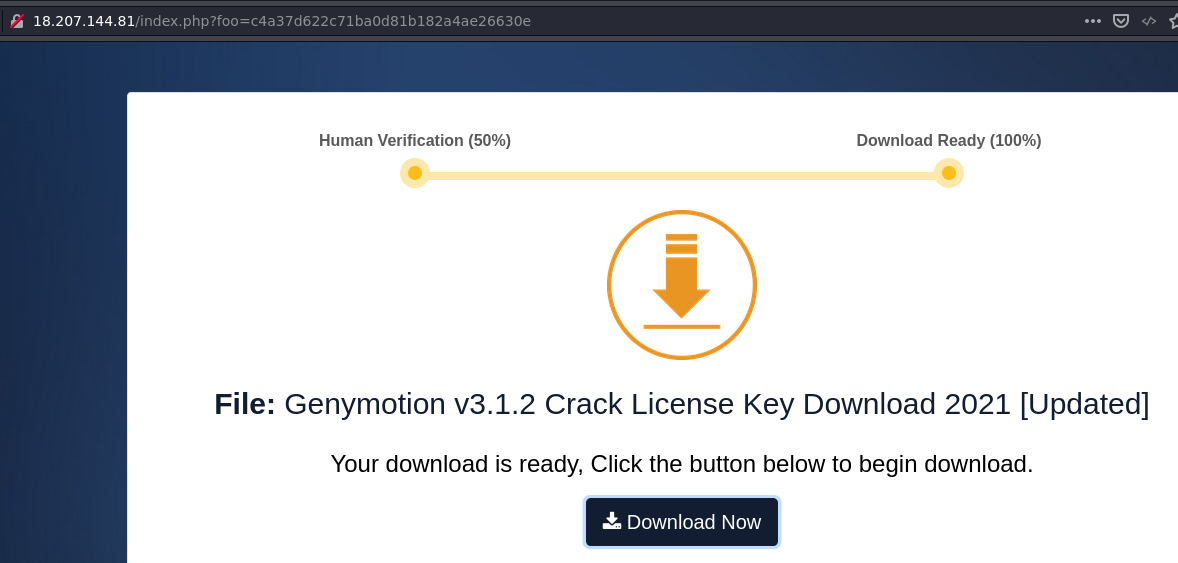 18.207.144.81/index.php?foo=c4a37d622c71ba0d81b182a4ae26630e
Human Verification (50%) Download Ready (100%)
File: Genymotion v3.1.2 Crack License Key Download 2021 [Updated]
Your download is ready, Click the button below to begin download.
Download Now